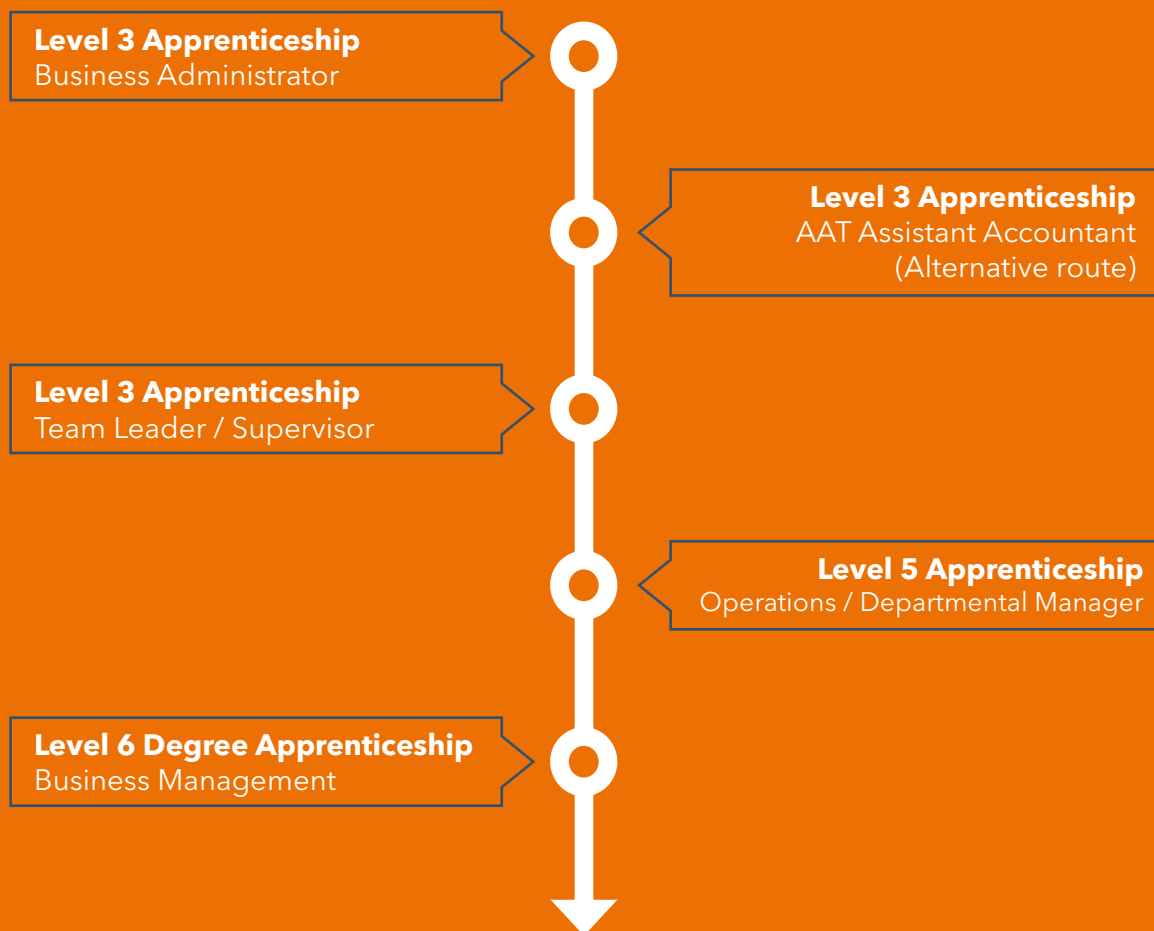 Level 3 Apprenticeship
Business Administrator
Level 3 Apprenticeship
AAT Assistant Accountant
(Alternative route)
Level 3 Apprenticeship
Team Leader / Supervisor
Level 5 Apprenticeship
Operations / Departmental Manager
Level 6 Degree Apprenticeship
Business Management